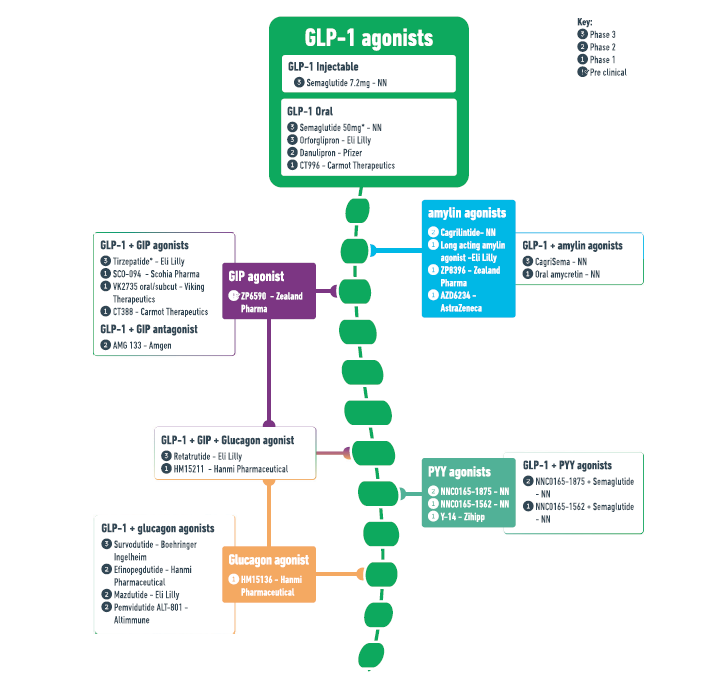 GLP-1 agonists
GLP-1 Injectable
3 Semaglutide 7.2mg - NN
GLP-1 Oral
3 Semaglutide 50mg* - NN
3 Orforglipron - Eli Lilly
2 Danulipron - Pfizer
1 CT996 - Carmot Therapeutics
Key:
3 Phase 3
2 Phase 2
1 Phase 1
Pre clinical
amylin agonists
2 Cagrilintide- NN
1 Long acting amylin
agonist -Eli Lilly
1 ZP8396 - Zealand
Pharma
1 AZD6234 -
AstraZeneca
GLP-1 + amylin agonists
3 CagriSema - NN
1 Oral amycretin - NN
GLP-1 + GIP agonists
3 Tirzepatide* - Eli Lilly
1 SCO-094 - Scohia Pharma
1 VK2735 oral/subcut - Viking
Therapeutics
1 CT388 - Carmot Therapeutics
GLP-1 + GIP antagonist
2 AMG 133 - Amgen
GIP agonist
ZP6590 - Zealand
Pharma
GLP-1 + GIP + Glucagon agonist
3 Retatrutide - Eli Lilly
1 HM15211 - Hanmi Pharmaceutical
PYY agonists
2 NNC0165-1875 - NN
1 NNC0165-1562 - NN
1 Y-14 - Zihipp
GLP-1 + PYY agonists
2 NNC0165-1875 + Semaglutide
- NN
1 NNC0165-1562 + Semaglutide
- NN
GLP-1 + glucagon agonists
3 Survodutide - Boehringer
Ingelheim
2 Efinopegdutide - Hanmi
Pharmaceutical
2 Mazdutide - Eli Lilly
2 Pemvidutide ALT-801 -
Altimmune
Glucagon agonist
1 HM15136 - Hanmi
Pharmaceutical